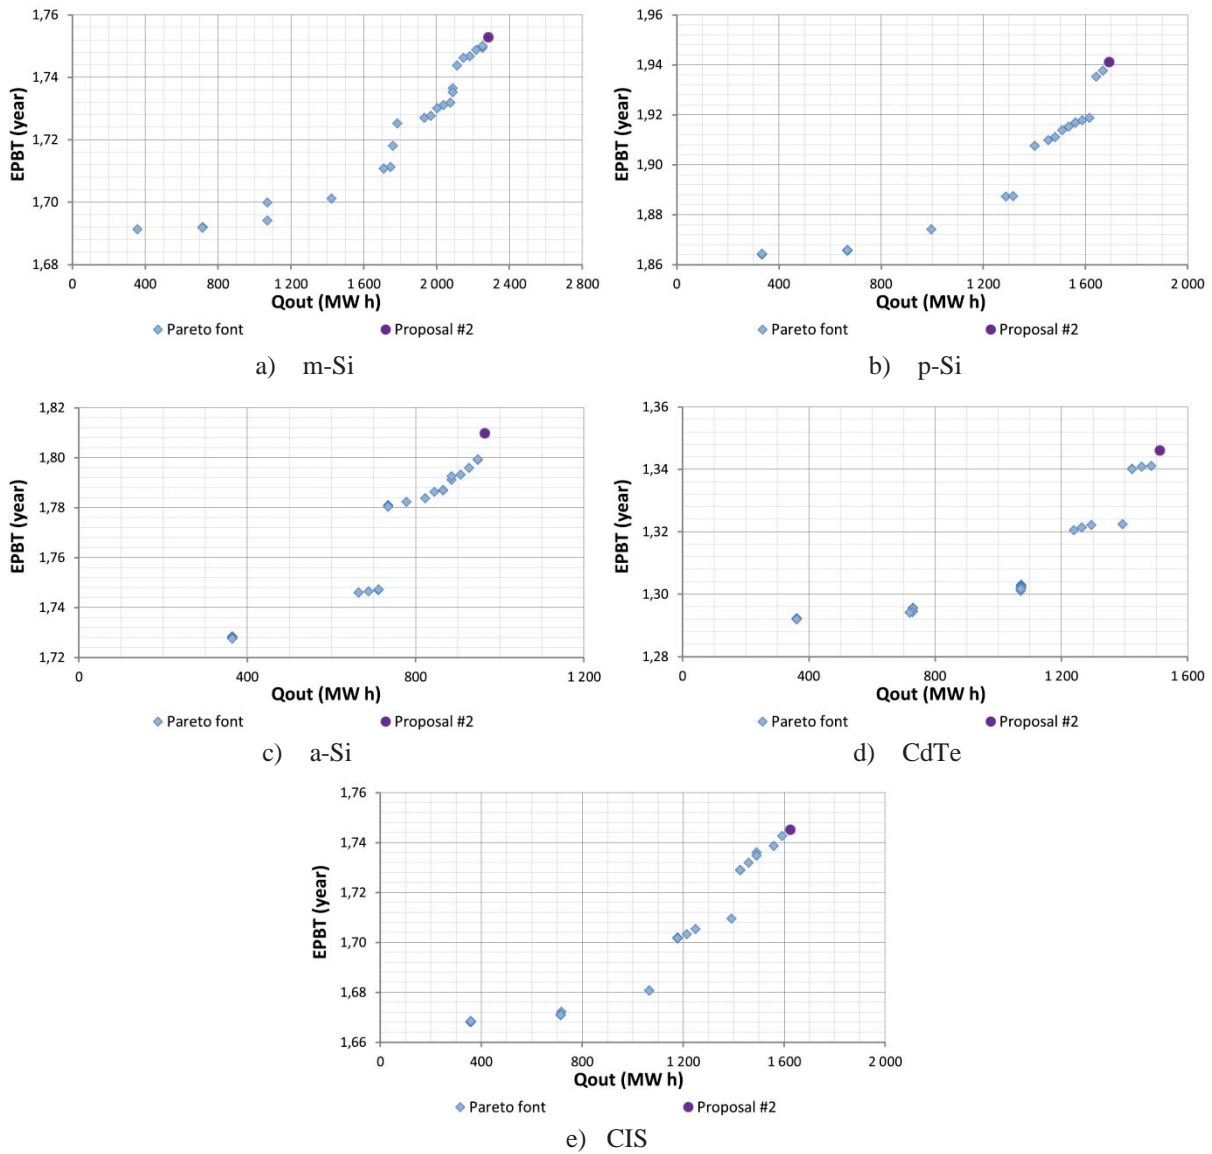 1,76
1,74
1,72
1,70
1,68
EPBT (year)
0 400 800 1 200 1 600 2 000 2 400 2 800
Qout (MW h)
Pareto font Proposal #2
a) m-Si
1,96
1,94
1,92
1,90
1,88
1,86
EPBT (year)
0 400 800 1 200 1 600 2 000
Qout (MW h)
Pareto font Proposal #2
b) p-Si
1,82
1,80
1,78
1,76
1,74
1,72
EPBT (year)
0 400 800 1 200
Qout (MW h)
Pareto font Proposal #2
c) a-Si
1,36
1,34
1,32
1,30
1,28
EPBT (year)
0 400 800 1 200 1 600
Qout (MW h)
Pareto font Proposal #2
d) CdTe
1,76
1,74
1,72
1,70
1,68
1,66
EPBT (year)
0 400 800 1 200 1 600 2 000
Qout (MW h)
Pareto font Proposal #2
e) CIS